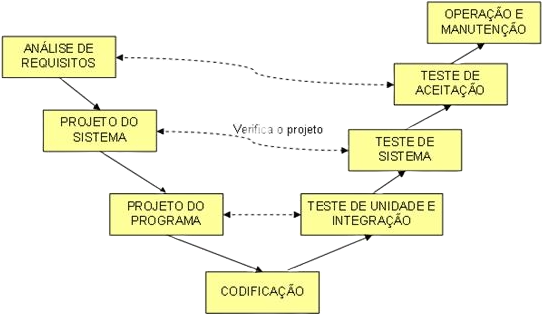 OPERAÇÃO E
MANUTENÇÃO
ANÁLISE DE
REQUISITOS
TESTE DE
ACEITAÇÃO
PROJETO DO
SISTEMA
Verifica o projeto
TESTE DE
SISTEMA
PROJETO DO
PROGRAMA
TESTE DE UNIDADE E
INTEGRAÇÃO
CODIFICAÇÃO